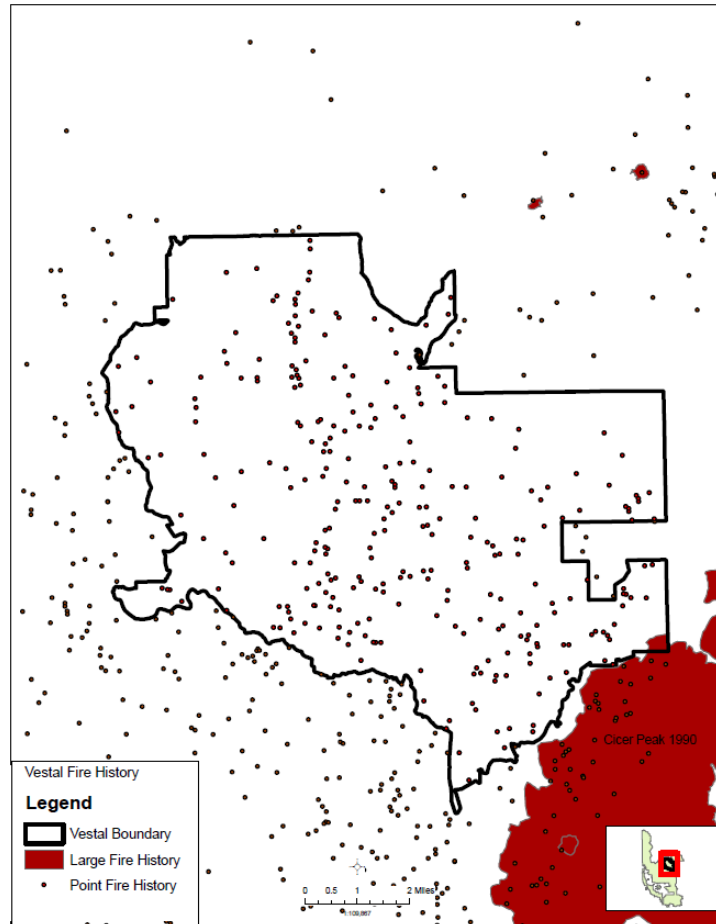 Cicer Peak 1990
Vestal Fire History
Legend
Vestal Boundary
Large Fire History
Point Fire History
0 0.5 1 2 Miles